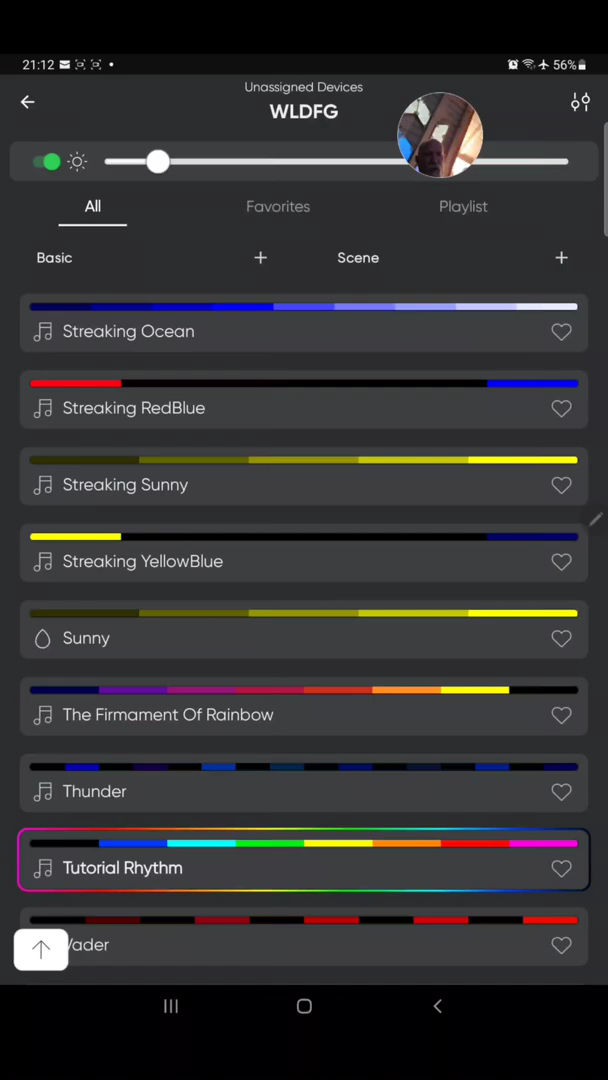 21:12
56%
Unassigned Devices
WLDFG
All
Favorites
Playlist
Basic
Scene
Streaking Ocean
Streaking RedBlue
Streaking Sunny
Streaking YellowBlue
Sunny
The Firmament Of Rainbow
Thunder
Tutorial Rhythm
Vader